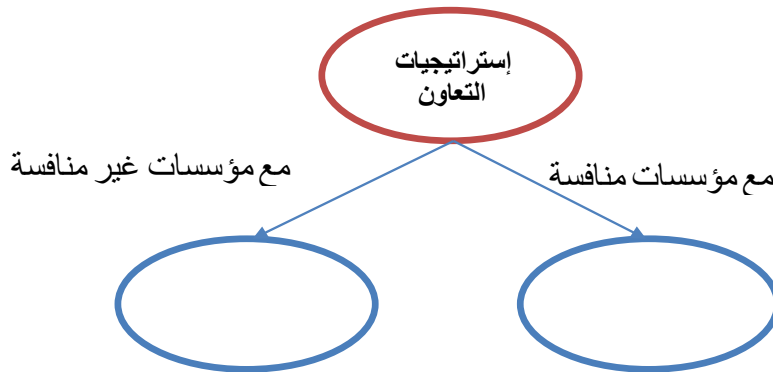 إستراتيجيات
التعاون
مع مؤسسات منافسة
مع مؤسسات غير منافسة